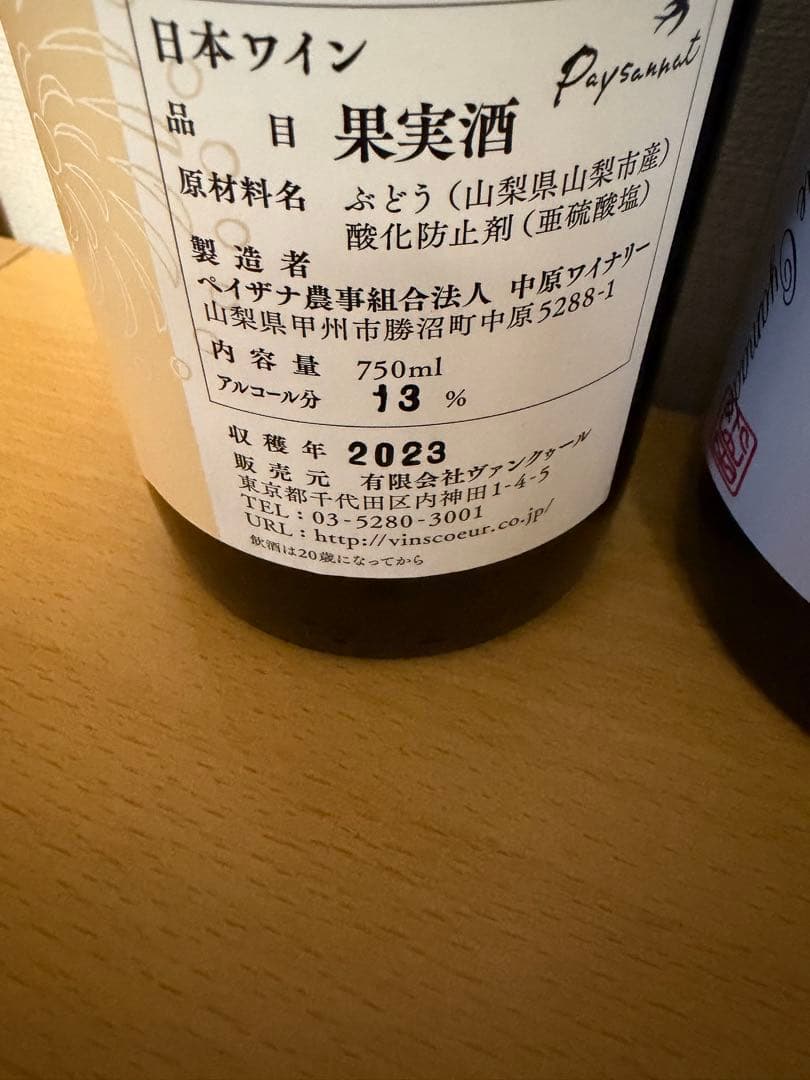 日本ワイン
Paysannat
品目 果実酒
原材料名 ぶどう（山梨県山梨市産）
酸化防止剤（亜硫酸塩）
製造者
ペイザナ農事組合法人 中原ワイナリー
山梨県甲州市勝沼町中原5288-1
内容量 750ml
アルコール分 13 %
収穫年 2023
販売元 有限会社ヴァンクゥール
東京都千代田区内神田1-4-5
TEL：03-5280-3001
URL：http://vinscoeur.co.jp/
飲酒は20歳になってから